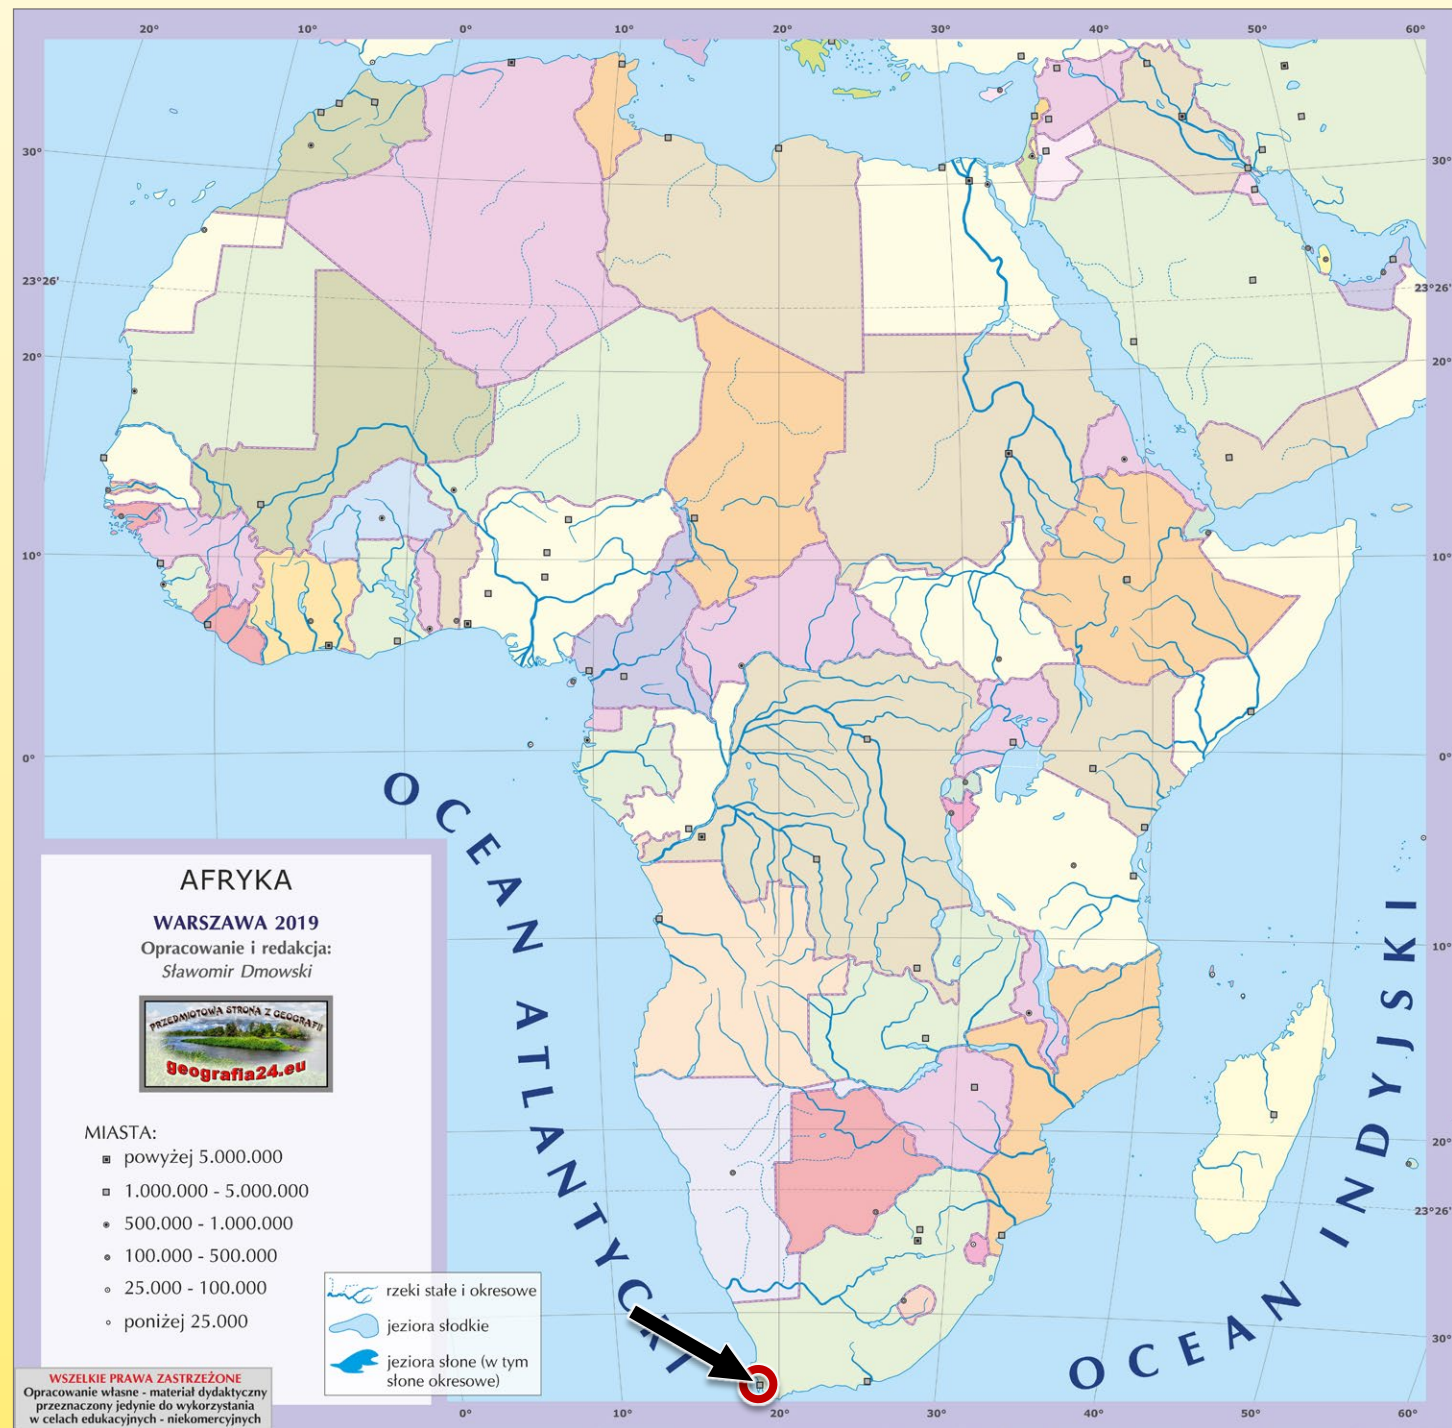 20° 10° 0° 10° 20° 30° 40° 50° 60°
30° 30°
23°26' 23°26'
20° 20°
10° 10°
0° 0°
OCEAN ATLANTYCKI
OCEAN INDYJSKI
10°
20°
23°26'
30°
AFRYKA
WARSZAWA 2019
Opracowanie i redakcja:
Sławomir Dmowski
PRZEDMIOTOWA STRONA Z GEOGRAFII
geografia24.eu
MIASTA:
powyżej 5.000.000
1.000.000 - 5.000.000
500.000 - 1.000.000
100.000 - 500.000
25.000 - 100.000
poniżej 25.000
rzeki stałe i okresowe
jeziora słodkie
jeziora słone (w tym
słone okresowe)
WSZELKIE PRAWA ZASTRZEŻONE
Opracowanie własne - materiał dydaktyczny
przeznaczony jedynie do wykorzystania
w celach edukacyjnych - niekomercyjnych
0° 10° 20° 30° 40° 50° 60°